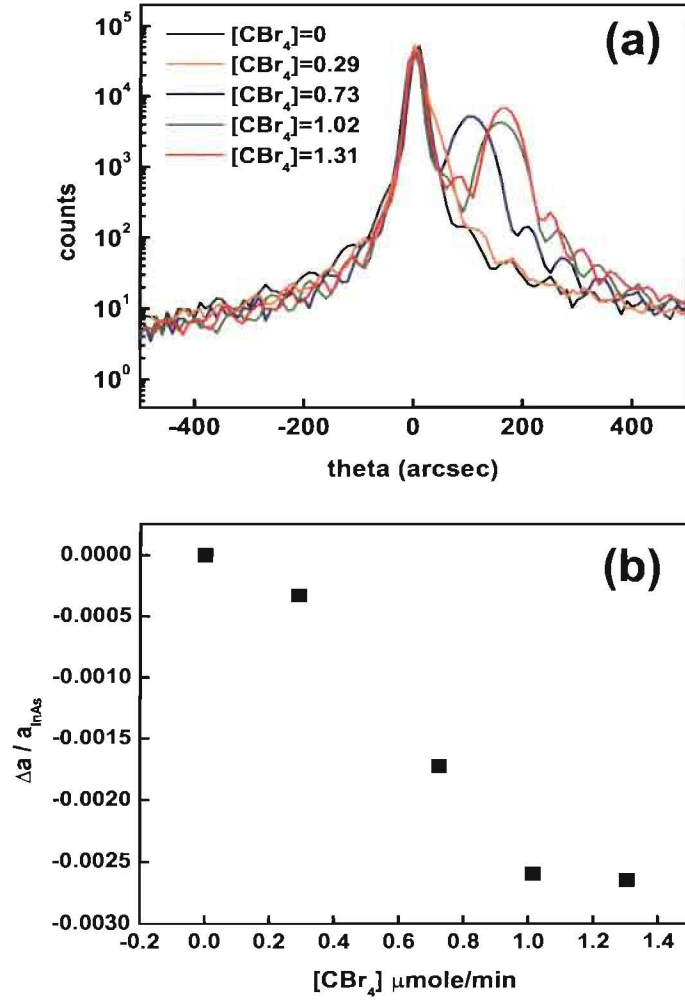 (a)
[CBr4]=0
[CBr4]=0.29
[CBr4]=0.73
[CBr4]=1.02
[CBr4]=1.31
10^5
10^4
10^3
10^2
10^1
10^0
counts
-400 -200 0 200 400
theta (arcsec)
(b)
0.0000
-0.0005
-0.0010
-0.0015
-0.0020
-0.0025
-0.0030
Δa / a_InAs
-0.2 0.0 0.2 0.4 0.6 0.8 1.0 1.2 1.4
[CBr4] μmole/min